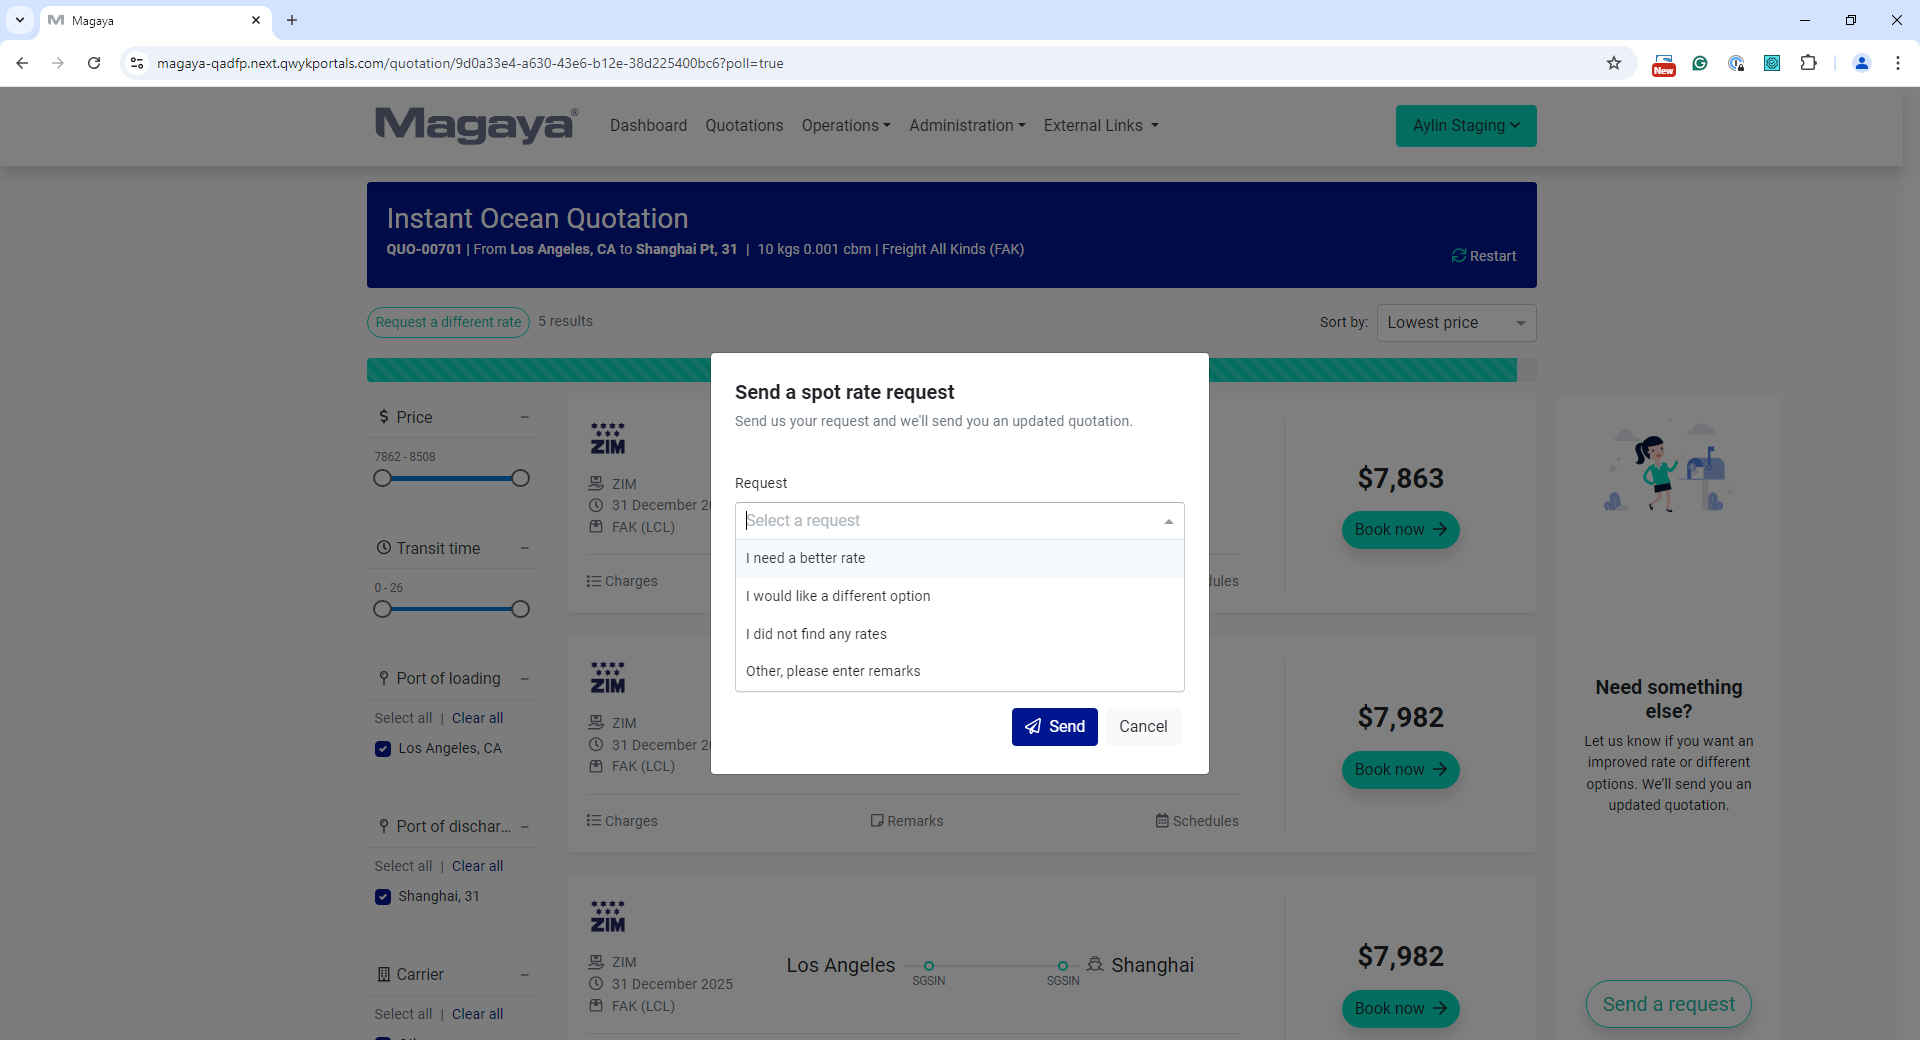 Magaya
magaya-qadfp.next.qwykportals.com/quotation/9d0a33e4-a630-43e6-b12e-38d225400bc6?poll=true
New
Magaya®
Dashboard
Quotations
Operations
Administration
External Links
Aylin Staging
Instant Ocean Quotation
QUO-00701 | From Los Angeles, CA to Shanghai Pt, 31 | 10 kgs 0.001 cbm | Freight All Kinds (FAK)
Restart
Request a different rate
5 results
Sort by:
Lowest price
Price
7862 - 8508
Transit time
0 - 26
Port of loading
Select all | Clear all
Los Angeles, CA
Port of dischar...
Select all | Clear all
Shanghai, 31
Carrier
Select all | Clear all
ZIM
ZIM
31 December 2
FAK (LCL)
Charges
dules
$7,863
Book now
Send a spot rate request
Send us your request and we'll send you an updated quotation.
Request
Select a request
I need a better rate
I would like a different option
I did not find any rates
Other, please enter remarks
Send
Cancel
ZIM
ZIM
31 December 2
FAK (LCL)
Charges
Remarks
Schedules
$7,982
Book now
ZIM
ZIM
31 December 2025
FAK (LCL)
Los Angeles
SGSIN
SGSIN
Shanghai
$7,982
Book now
Need something
else?
Let us know if you want an
improved rate or different
options. We'll send you an
updated quotation.
Send a request